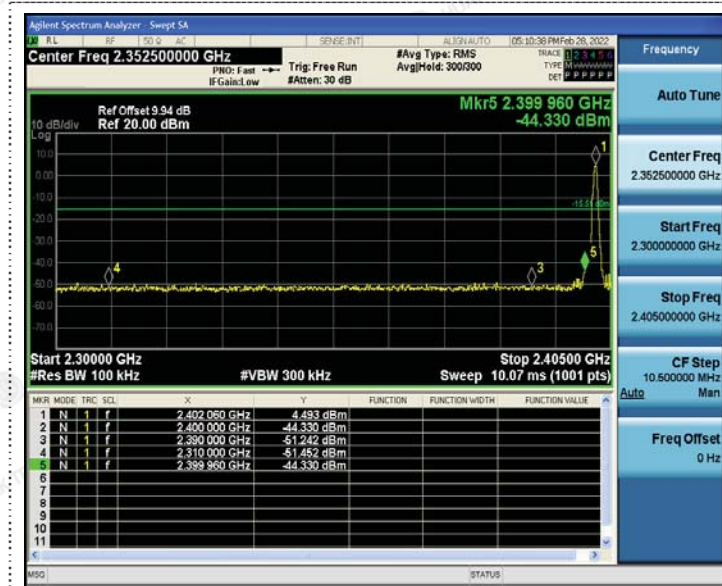 Agilent Spectrum Analyzer - Swept SA
RL RF 50 Ω AC SENSE:INT ALIGN AUTO 05:10:38 PM Feb 28, 2022
Center Freq 2.352500000 GHz
PNO: Fast Trig: Free Run #Avg Type: RMS TRACE 1 2 3 4 5 6
IFGain:Low #Atten: 30 dB Avg|Hold: 300/300 TYPE M
DET P P P P P P
Mkr5 2.399 960 GHz
-44.330 dBm
Ref Offset 9.94 dB
10 dB/div Ref 20.00 dBm
Log
10.0
0.00
-10.0
-20.0
-30.0
-40.0
-50.0
-60.0
-70.0
1
5
3
4
Start 2.30000 GHz Stop 2.40500 GHz
#Res BW 100 kHz #VBW 300 kHz Sweep 10.07 ms (1001 pts)
MKR MODE TRC SCL X Y FUNCTION FUNCTION WIDTH FUNCTION VALUE
1 N 1 f 2.402 060 GHz 4.493 dBm
2 N 1 f 2.400 000 GHz -44.330 dBm
3 N 1 f 2.390 000 GHz -51.242 dBm
4 N 1 f 2.310 000 GHz -51.452 dBm
5 N 1 f 2.399 960 GHz -44.330 dBm
6
7
8
9
10
11
MSG STATUS
Frequency
Auto Tune
Center Freq
2.352500000 GHz
Start Freq
2.300000000 GHz
Stop Freq
2.405000000 GHz
CF Step
10.500000 MHz
Auto Man
Freq Offset
0 Hz